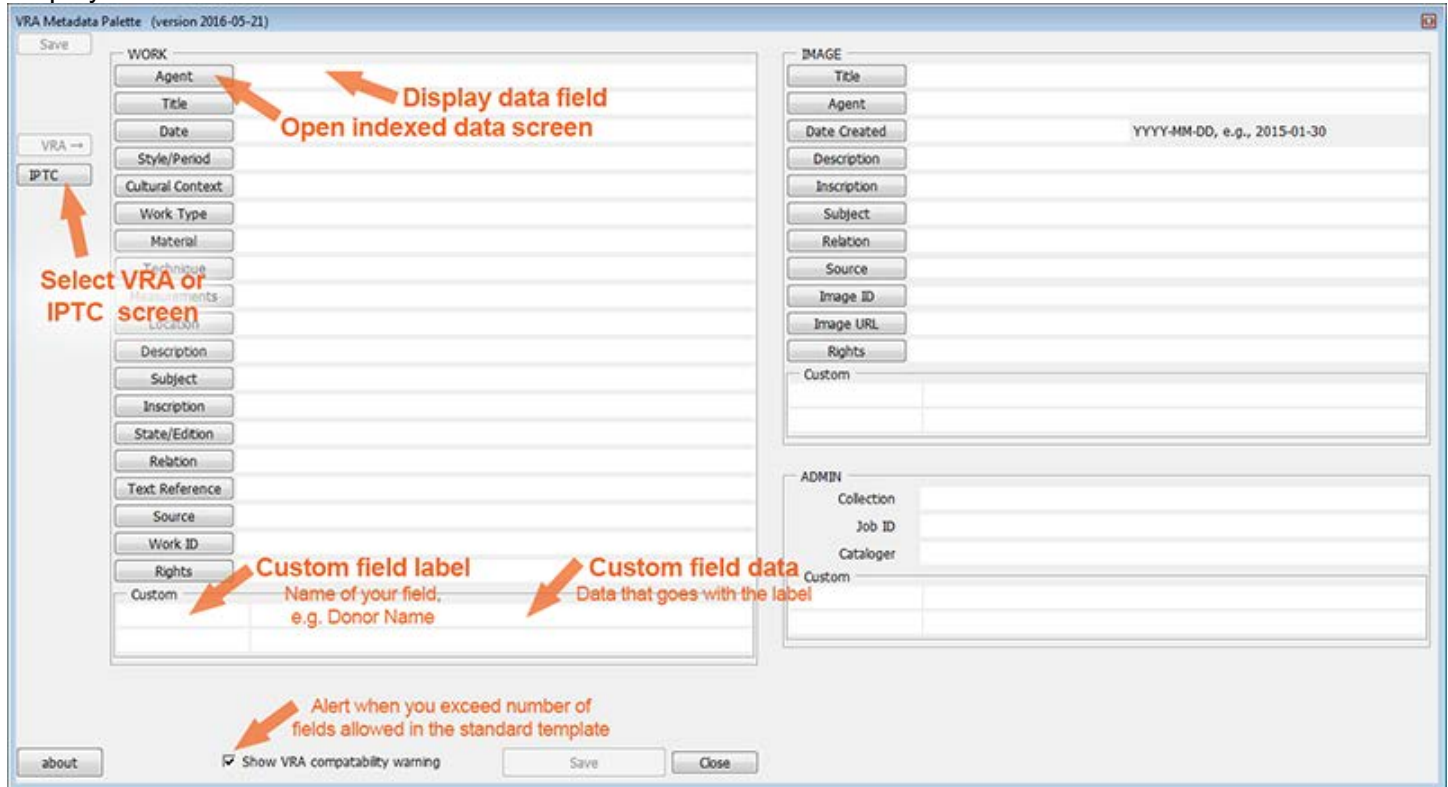 VRA Metadata Palette (version 2016-05-21)
Save
WORK
Agent
Display data field
Title
Open indexed data screen
Date
VRA →
Style/Period
IPTC
Cultural Context
Work Type
Material
Technique
Select VRA or
IPTC screen
Measurements
Location
Description
Subject
Inscription
State/Edition
Relation
Text Reference
Source
Work ID
Rights
Custom field label
Name of your field,
e.g. Donor Name
Custom field data
Data that goes with the label
Custom
Alert when you exceed number of
fields allowed in the standard template
about
Show VRA compatability warning
Save
Close
IMAGE
Title
Agent
Date Created
YYYY-MM-DD, e.g., 2015-01-30
Description
Inscription
Subject
Relation
Source
Image ID
Image URL
Rights
Custom
ADMIN
Collection
Job ID
Cataloger
Custom